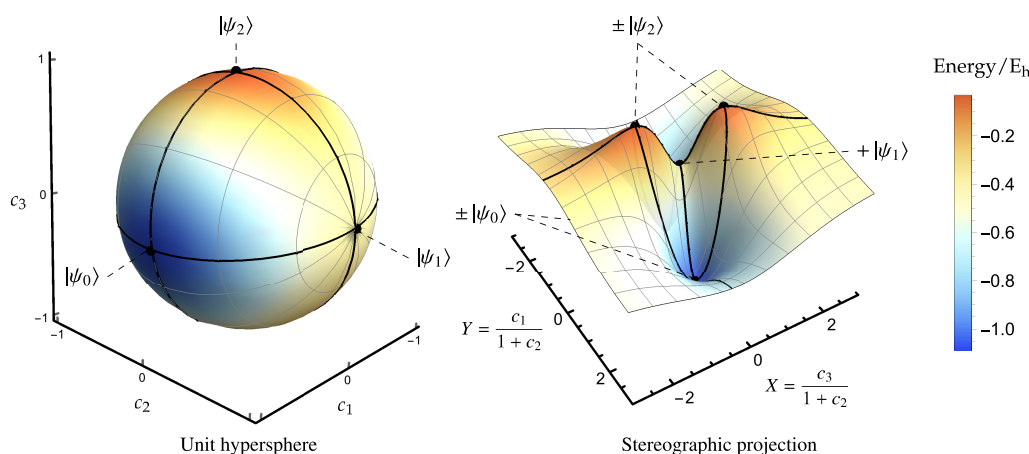 |ψ₂⟩
± |ψ₂⟩
Energy/Eₕ
1
0
c₃
-1
|ψ₀⟩
|ψ₁⟩
-1
0
c₂
-1
0
c₁
+ |ψ₁⟩
± |ψ₀⟩
-2
0
2
Y = c₁ / 1 + c₂
-2
0
2
X = c₃ / 1 + c₂
-0.2
-0.4
-0.6
-0.8
-1.0
Unit hypersphere
Stereographic projection